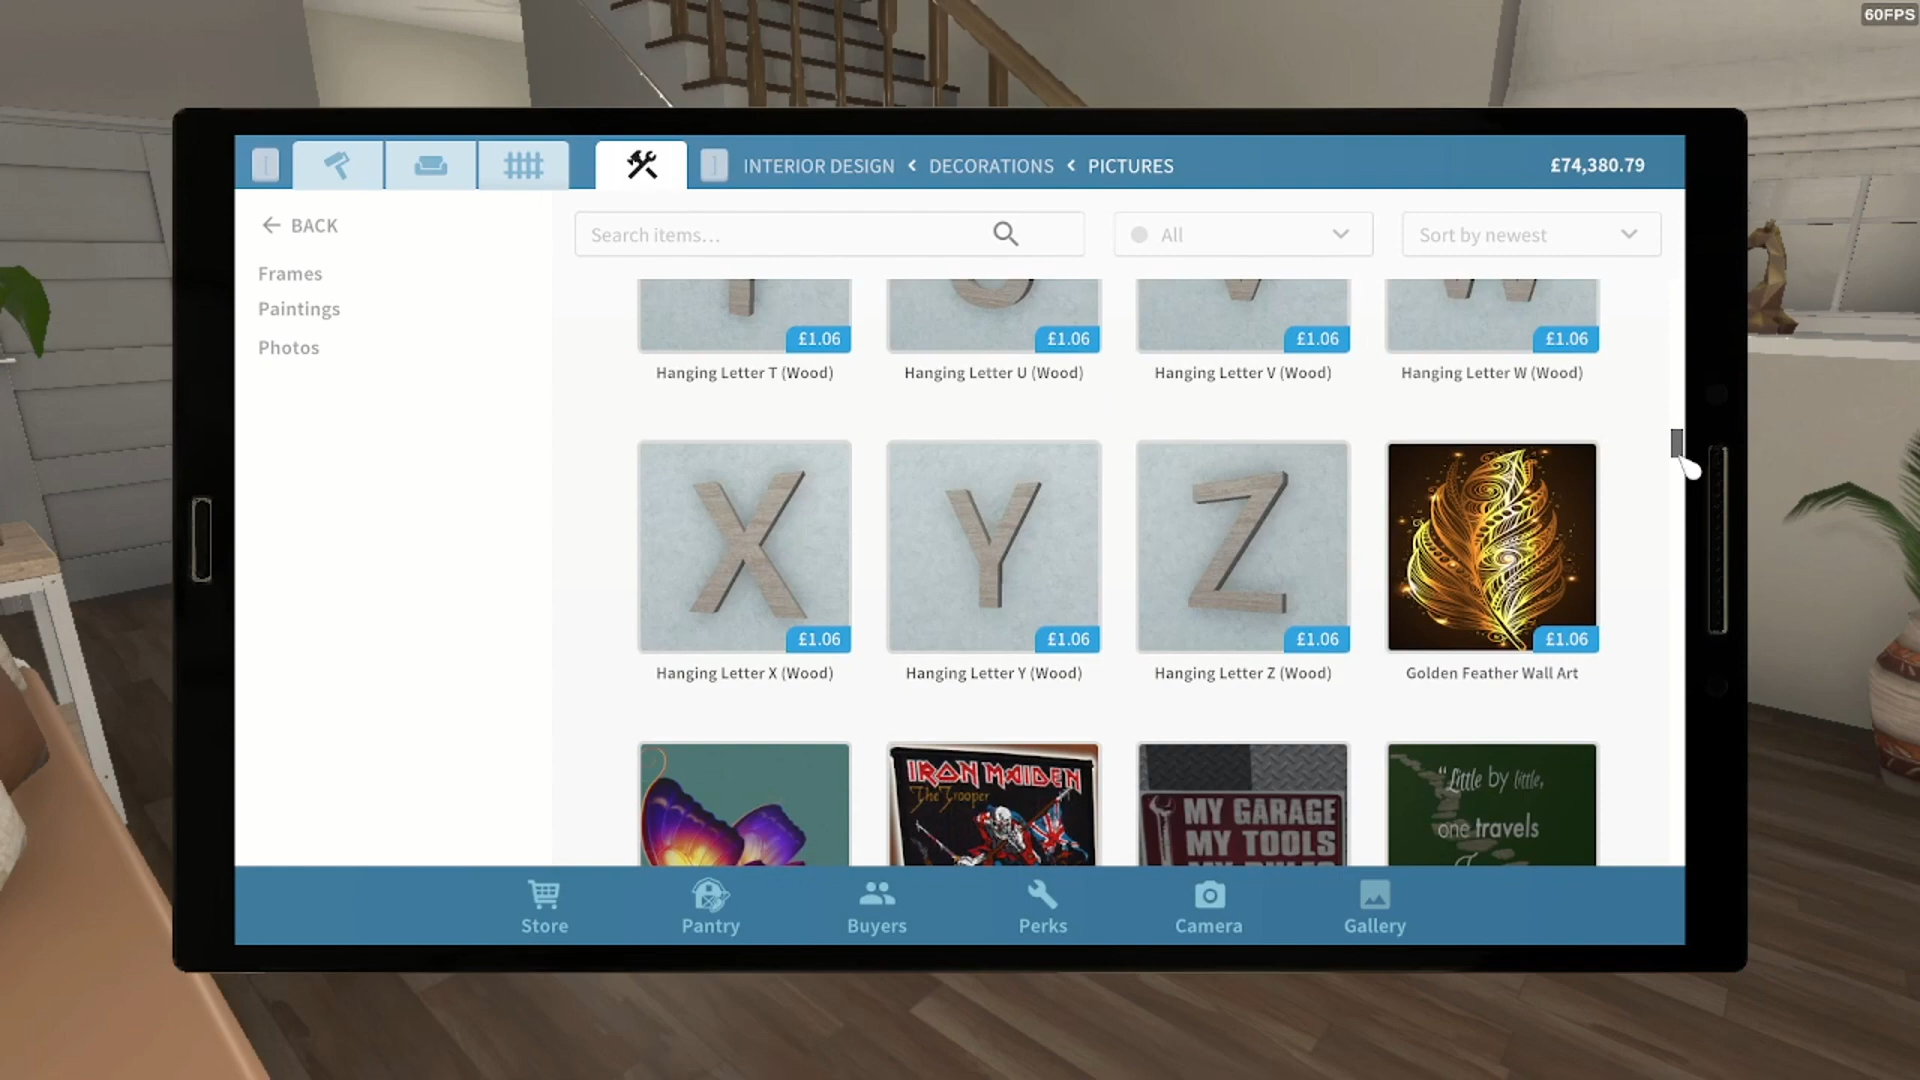 60FPS
INTERIOR DESIGN < DECORATIONS < PICTURES
£74,380.79
BACK
Search items...
All
Sort by newest
Frames
Paintings
Photos
£1.06
£1.06
£1.06
£1.06
Hanging Letter T (Wood)
Hanging Letter U (Wood)
Hanging Letter V (Wood)
Hanging Letter W (Wood)
X
Y
Z
£1.06
£1.06
£1.06
£1.06
Hanging Letter X (Wood)
Hanging Letter Y (Wood)
Hanging Letter Z (Wood)
Golden Feather Wall Art
IRON MAIDEN
The Trooper
MY GARAGE
MY TOOLS
"Little by little,
one travels
Store
Pantry
Buyers
Perks
Camera
Gallery